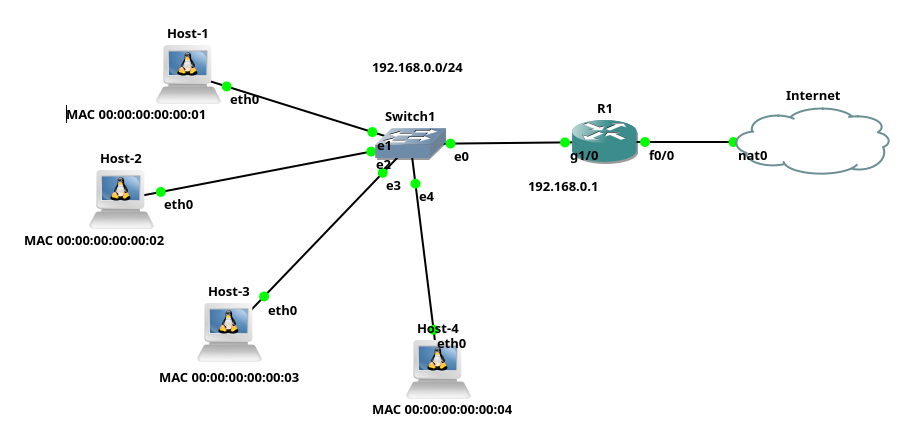 Host-1
192.168.0.0/24
Internet
eth0
R1
MAC 00:00:00:00:00:01
Switch1
e1
e0
g1/0
f0/0
nat0
Host-2
e2
e3
192.168.0.1
e4
eth0
MAC 00:00:00:00:00:02
Host-3
eth0
Host-4
eth0
MAC 00:00:00:00:00:03
MAC 00:00:00:00:00:04